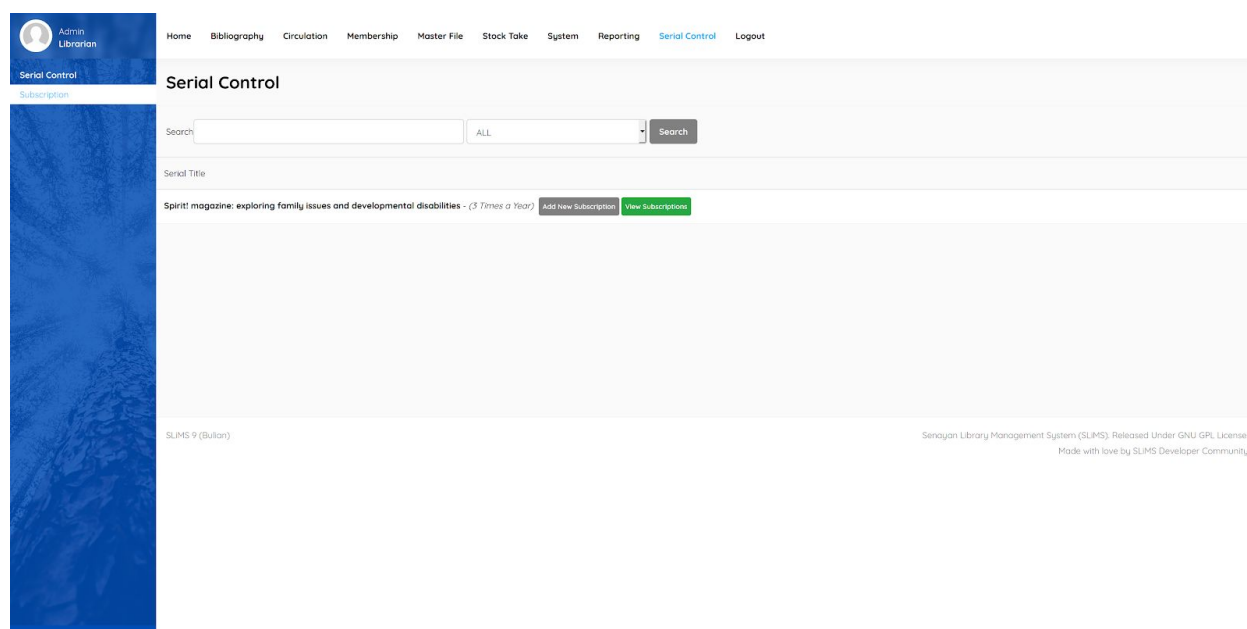 Admin
Librarian
Home Bibliography Circulation Membership Master File Stock Take System Reporting Serial Control Logout
Serial Control
Subscription
Serial Control
Search ALL Search
Serial Title
Spirit! magazine: exploring family issues and developmental disabilities - (3 Times a Year) Add New Subscription View Subscriptions
SLiMS 9 (Bulian)
Senayan Library Management System (SLiMS). Released Under GNU GPL License
Made with love by SLiMS Developer Community